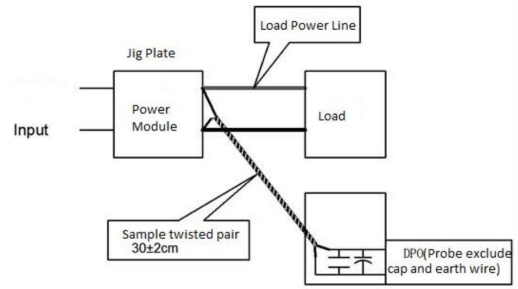 Load Power Line
Jig Plate
Power
Module
Load
Input
Sample twisted pair
30±2cm
DPO(Probe exclude
cap and earth wire)